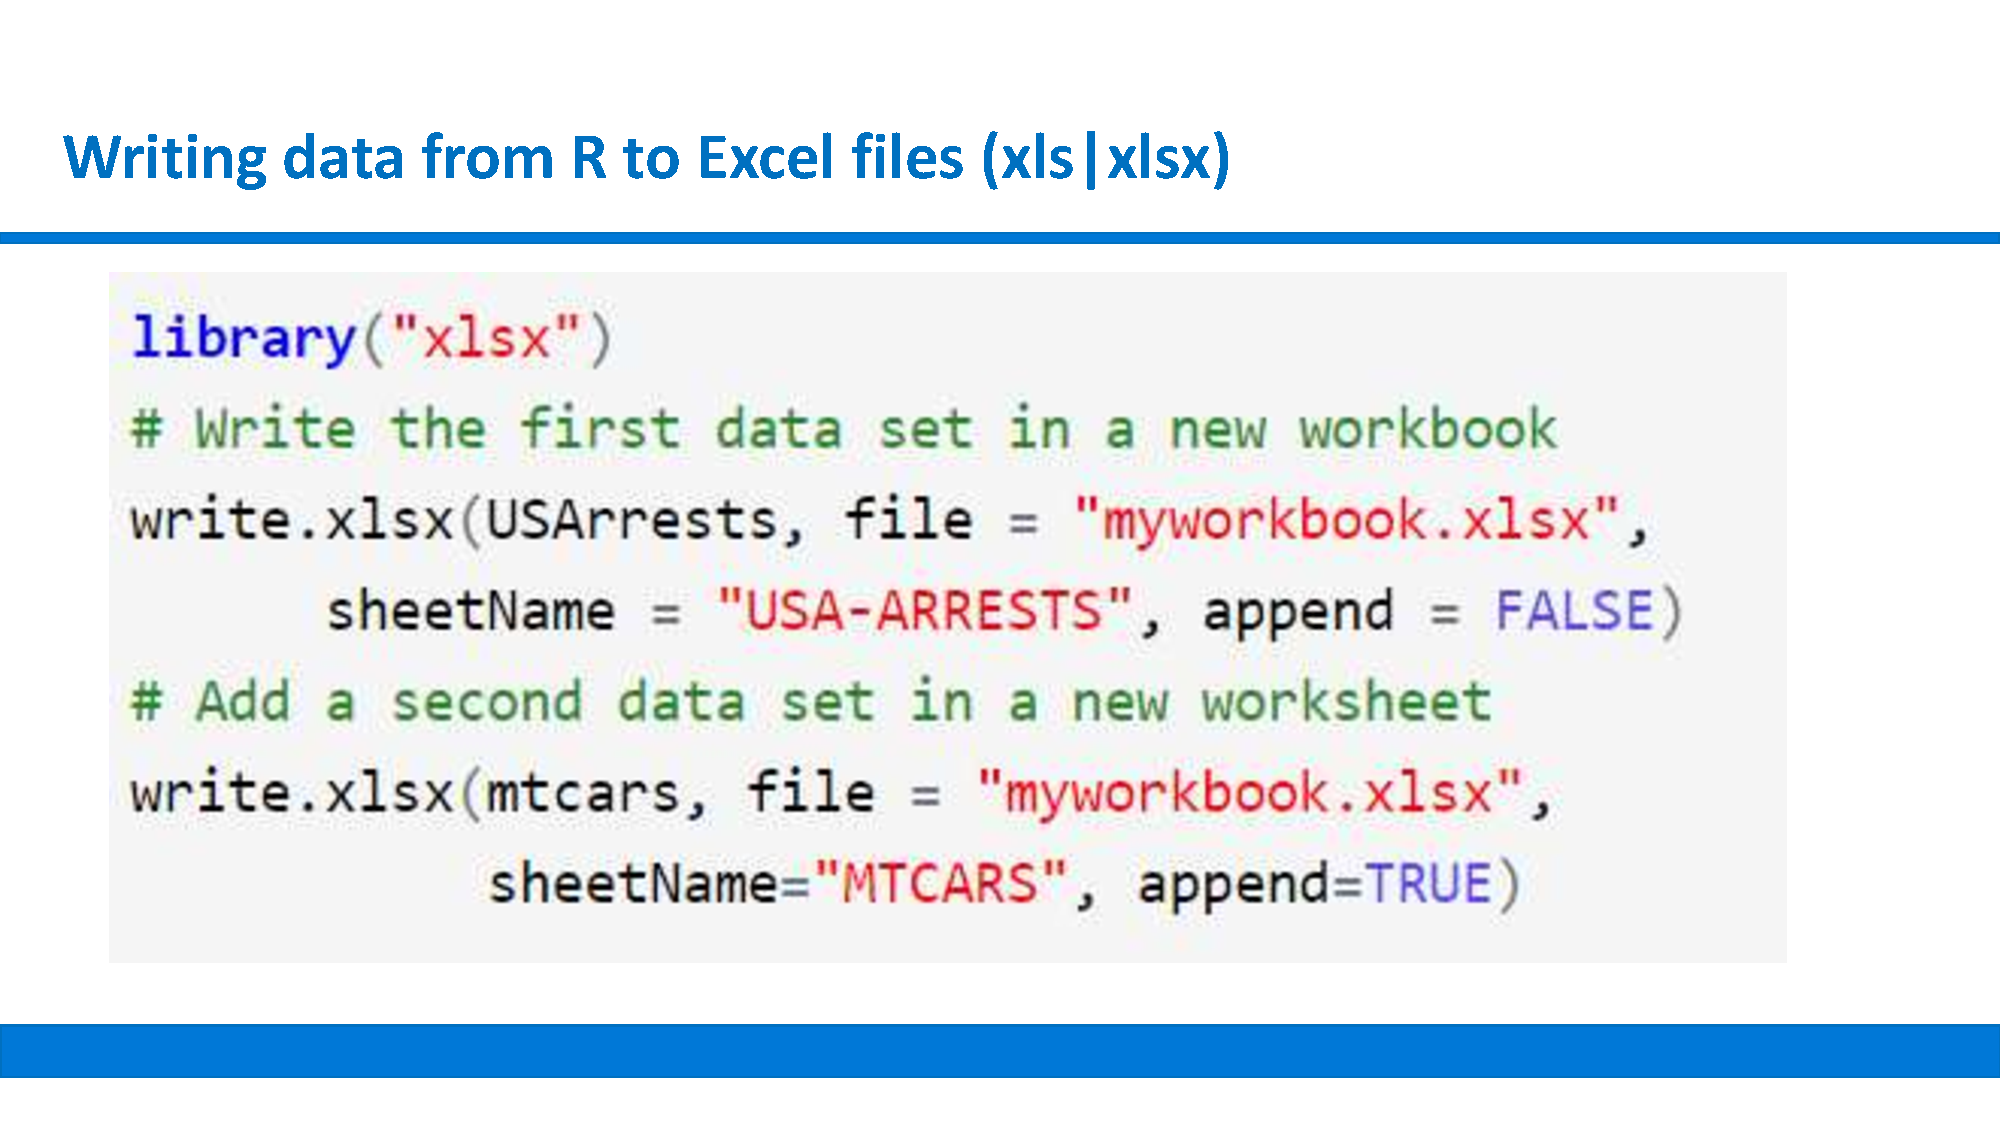 Writing data from R to Excel files (xls|xlsx)
library("xlsx")
# Write the first data set in a new workbook
write.xlsx(USArrests, file = "myworkbook.xlsx",
      sheetName = "USA-ARRESTS", append = FALSE)
# Add a second data set in a new worksheet
write.xlsx(mtcars, file = "myworkbook.xlsx",
           sheetName="MTCARS", append=TRUE)